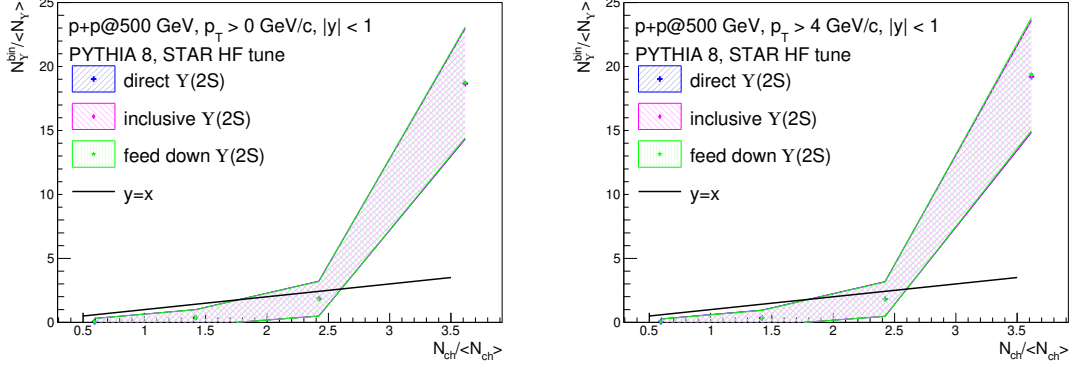 p+p@500 GeV, p_T > 0 GeV/c, |y| < 1
PYTHIA 8, STAR HF tune
direct ϒ(2S)
inclusive ϒ(2S)
feed down ϒ(2S)
y=x
N_ϒ^bin/<N_ϒ>
25
20
15
10
5
0
0.5 1 1.5 2 2.5 3 3.5
N_ch/<N_ch>
p+p@500 GeV, p_T > 4 GeV/c, |y| < 1
PYTHIA 8, STAR HF tune
direct ϒ(2S)
inclusive ϒ(2S)
feed down ϒ(2S)
y=x
N_ϒ^bin/<N_ϒ>
25
20
15
10
5
0
0.5 1 1.5 2 2.5 3 3.5
N_ch/<N_ch>